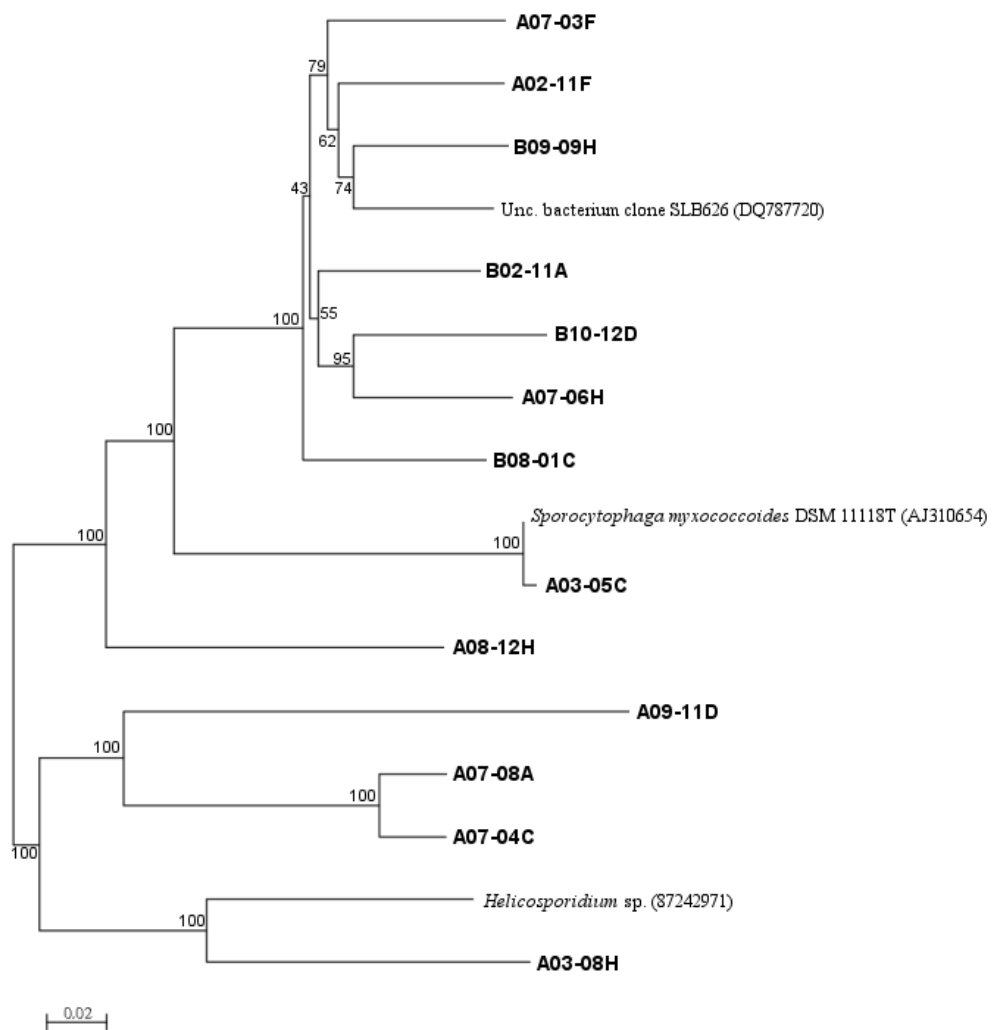 A07-03F
79
A02-11F
62
B09-09H
74
43
Unc. bacterium clone SLB626 (DQ787720)
B02-11A
100
55
B10-12D
95
A07-06H
100
B08-01C
Sporocytophaga myxococcoides DSM 11118T (AJ310654)
100
100
A03-05C
A08-12H
A09-11D
100
A07-08A
100
A07-04C
100
Helicosporidium sp. (87242971)
100
A03-08H
0.02